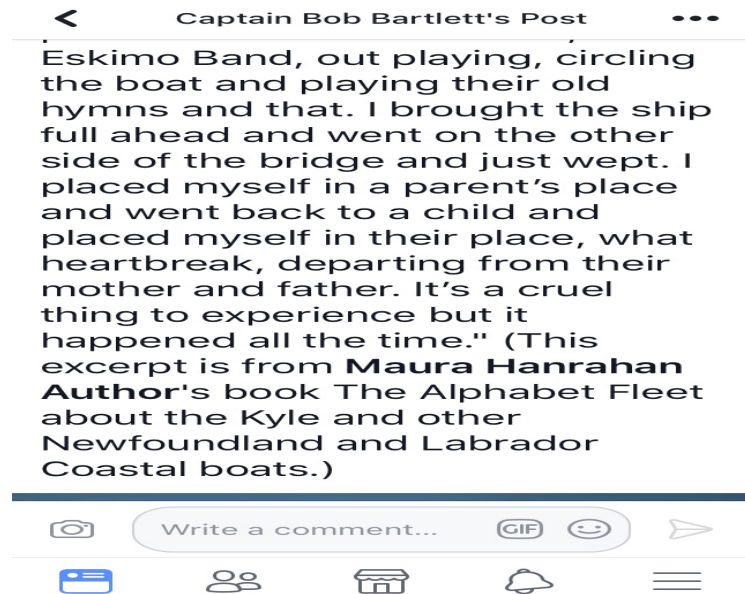 Captain Bob Bartlett's Post
Eskimo Band, out playing, circling
the boat and playing their old
hymns and that. I brought the ship
full ahead and went on the other
side of the bridge and just wept. I
placed myself in a parent’s place
and went back to a child and
placed myself in their place, what
heartbreak, departing from their
mother and father. It’s a cruel
thing to experience but it
happened all the time." (This
excerpt is from Maura Hanrahan
Author's book The Alphabet Fleet
about the Kyle and other
Newfoundland and Labrador
Coastal boats.)
Write a comment...
GIF